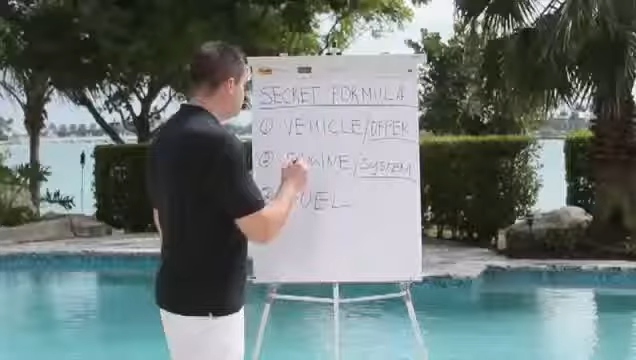 SECRET FORMULA
① VEHICLE/OFFER
② ENGINE/SYSTEM
FUEL